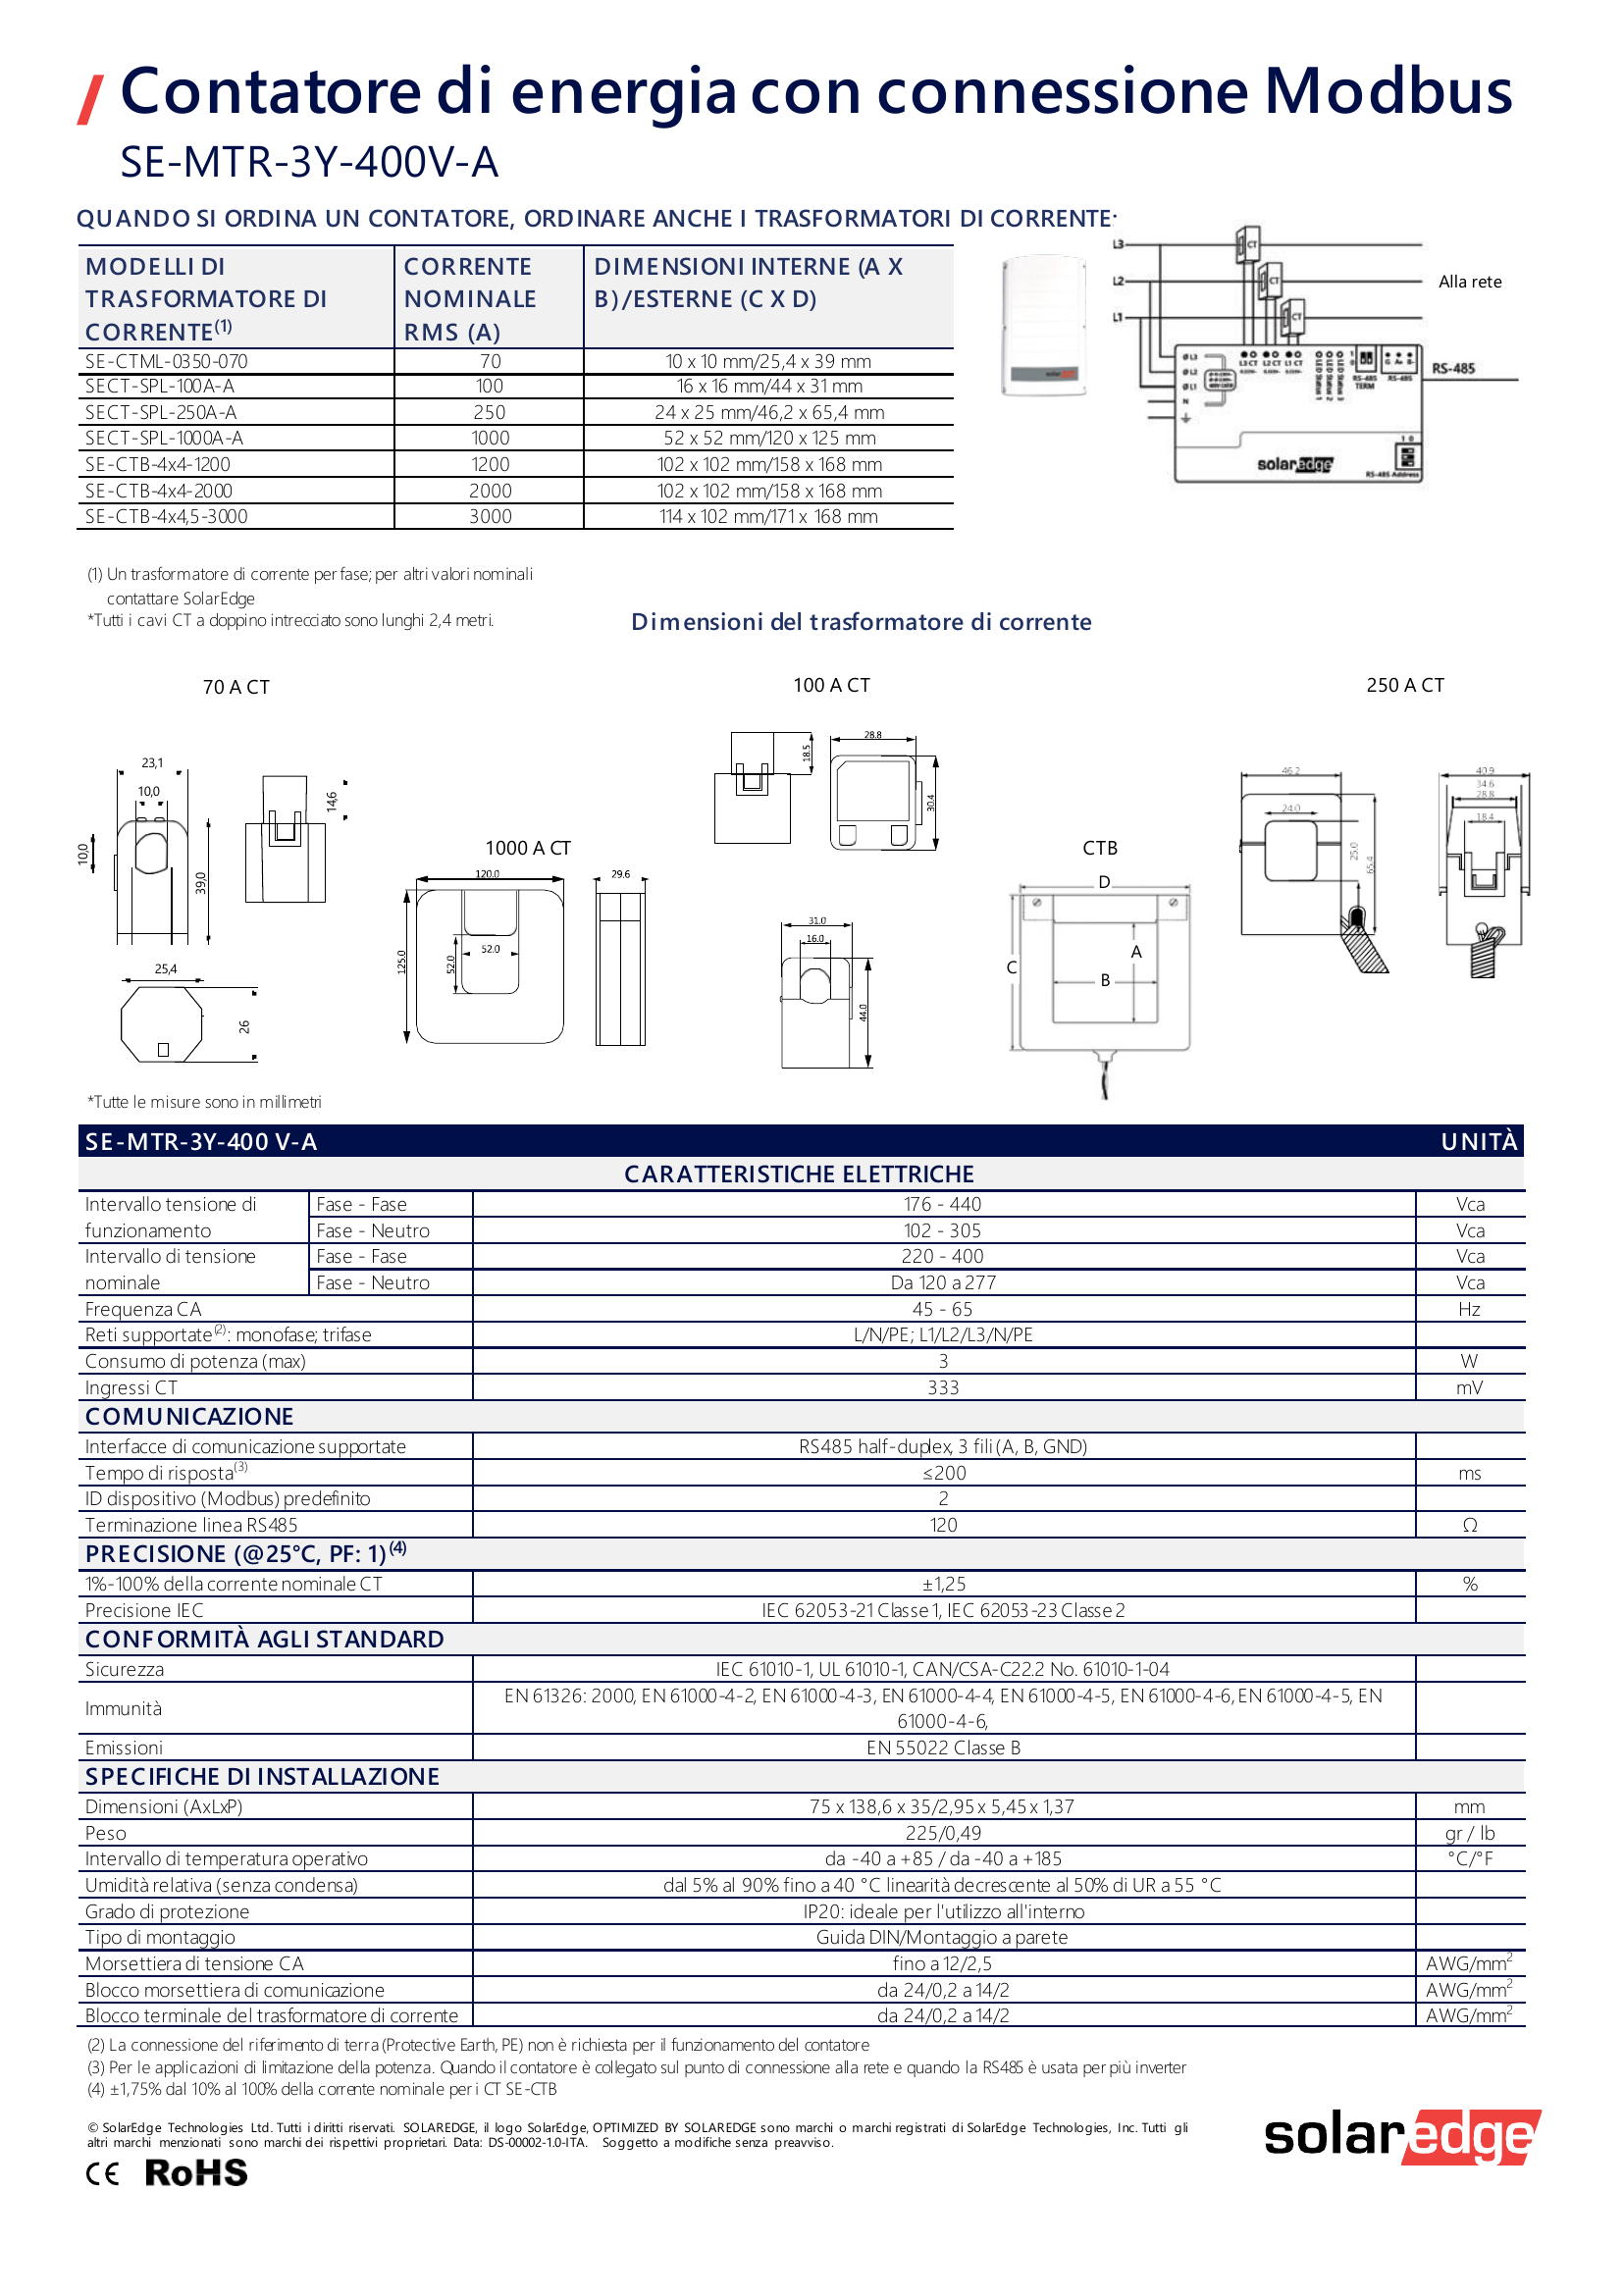 Contatore di energia con connessione Modbus
SE-MTR-3Y-400V-A
QUANDO SI ORDINA UN CONTATORE, ORDINARE ANCHE I TRASFORMATORI DI CORRENTE:
MODELLI DI TRASFORMATORE DI CORRENTE(1) CORRENTE NOMINALE RMS (A) DIMENSIONI INTERNE (A X B)/ESTERNE (C X D)
SE-CTML-0350-070 70 10 x 10 mm/25,4 x 39 mm
SECT-SPL-100A-A 100 16 x 16 mm/44 x 31 mm
SECT-SPL-250A-A 250 24 x 25 mm/46,2 x 65,4 mm
SECT-SPL-1000A-A 1000 52 x 52 mm/120 x 125 mm
SE-CTB-4x4-1200 1200 102 x 102 mm/158 x 168 mm
SE-CTB-4x4-2000 2000 102 x 102 mm/158 x 168 mm
SE-CTB-4x4,5-3000 3000 114 x 102 mm/171 x 168 mm
L3 CT
L2 CT Alla rete
L1 CT
RS-485
L3 CT L2 CT L1 CT
RS-485 TERM
RS-485
solaredge
RS-485 Address
(1) Un trasformatore di corrente per fase; per altri valori nominali
contattare SolarEdge
*Tutti i cavi CT a doppino intrecciato sono lunghi 2,4 metri.
Dimensioni del trasformatore di corrente
70 A CT
23,1
10,0
10,0
39,0
14,6
25,4
26
1000 A CT
120.0
29.6
125.0
52.0
52.0
100 A CT
18.5
28.8
30.4
31.0
16.0
44.0
CTB
D
A
B
C
250 A CT
46.2
24.0
25.0
65.4
40.9
34.6
28.8
18.4
*Tutte le misure sono in millimetri
SE-MTR-3Y-400 V-A UNITÀ
CARATTERISTICHE ELETTRICHE
Intervallo tensione di funzionamento Fase - Fase 176 - 440 Vca
Fase - Neutro 102 - 305 Vca
Intervallo di tensione nominale Fase - Fase 220 - 400 Vca
Fase - Neutro Da 120 a 277 Vca
Frequenza CA 45 - 65 Hz
Reti supportate(2): monofase; trifase L/N/PE; L1/L2/L3/N/PE
Consumo di potenza (max) 3 W
Ingressi CT 333 mV
COMUNICAZIONE
Interfacce di comunicazione supportate RS485 half-duplex, 3 fili (A, B, GND)
Tempo di risposta(3) ≤200 ms
ID dispositivo (Modbus) predefinito 2
Terminazione linea RS485 120 Ω
PRECISIONE (@25°C, PF: 1)(4)
1%-100% della corrente nominale CT ±1,25 %
Precisione IEC IEC 62053-21 Classe 1, IEC 62053-23 Classe 2
CONFORMITÀ AGLI STANDARD
Sicurezza IEC 61010-1, UL 61010-1, CAN/CSA-C22.2 No. 61010-1-04
Immunità EN 61326: 2000, EN 61000-4-2, EN 61000-4-3, EN 61000-4-4, EN 61000-4-5, EN 61000-4-6, EN 61000-4-5, EN
61000-4-6,
Emissioni EN 55022 Classe B
SPECIFICHE DI INSTALLAZIONE
Dimensioni (AxLxP) 75 x 138,6 x 35/2,95 x 5,45 x 1,37 mm
Peso 225/0,49 gr / lb
Intervallo di temperatura operativo da -40 a +85 / da -40 a +185 °C/°F
Umidità relativa (senza condensa) dal 5% al 90% fino a 40 °C linearità decrescente al 50% di UR a 55 °C
Grado di protezione IP20: ideale per l'utilizzo all'interno
Tipo di montaggio Guida DIN/Montaggio a parete
Morsettiera di tensione CA fino a 12/2,5 AWG/mm2
Blocco morsettiera di comunicazione da 24/0,2 a 14/2 AWG/mm2
Blocco terminale del trasformatore di corrente da 24/0,2 a 14/2 AWG/mm2
(2) La connessione del riferimento di terra (Protective Earth, PE) non è richiesta per il funzionamento del contatore
(3) Per le applicazioni di limitazione della potenza. Quando il contatore è collegato sul punto di connessione alla rete e quando la RS485 è usata per più inverter
(4) ±1,75% dal 10% al 100% della corrente nominale per i CT SE-CTB
© SolarEdge Technologies Ltd. Tutti i diritti riservati. SOLAREDGE, il logo SolarEdge, OPTIMIZED BY SOLAREDGE sono marchi o marchi registrati di SolarEdge Technologies, Inc. Tutti gli
altri marchi menzionati sono marchi dei rispettivi proprietari. Data: DS-00002-1.0-ITA. Soggetto a modifiche senza preavviso.
CE RoHS
solaredge